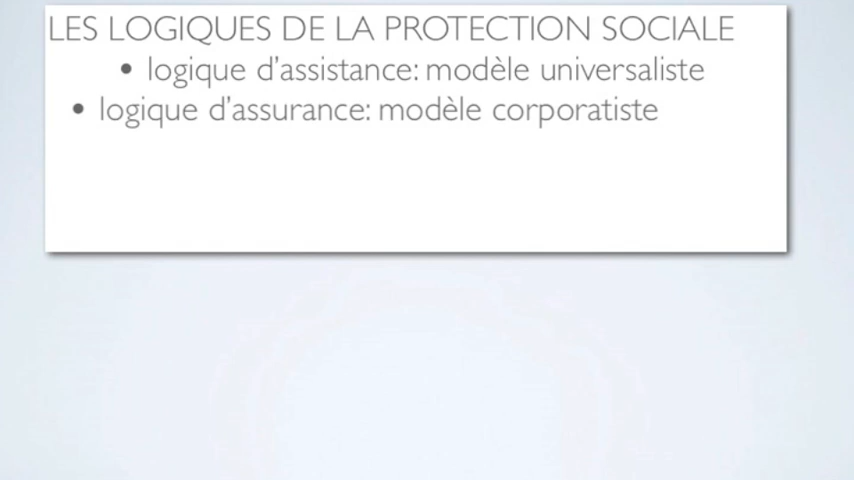 LES LOGIQUES DE LA PROTECTION SOCIALE
• logique d'assistance: modèle universaliste
• logique d'assurance: modèle corporatiste